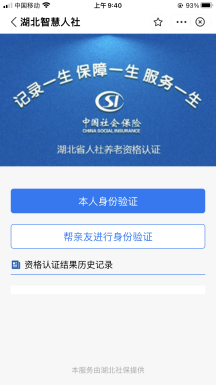 中国移动
上午9:40
93%
湖北智慧人社
记录一生 保障一生 服务一生
中国社会保险
CHINA SOCIAL INSURANCE
湖北省人社养老资格认证
本人身份验证
帮亲友进行身份验证
资格认证结果历史记录
本服务由湖北社保提供